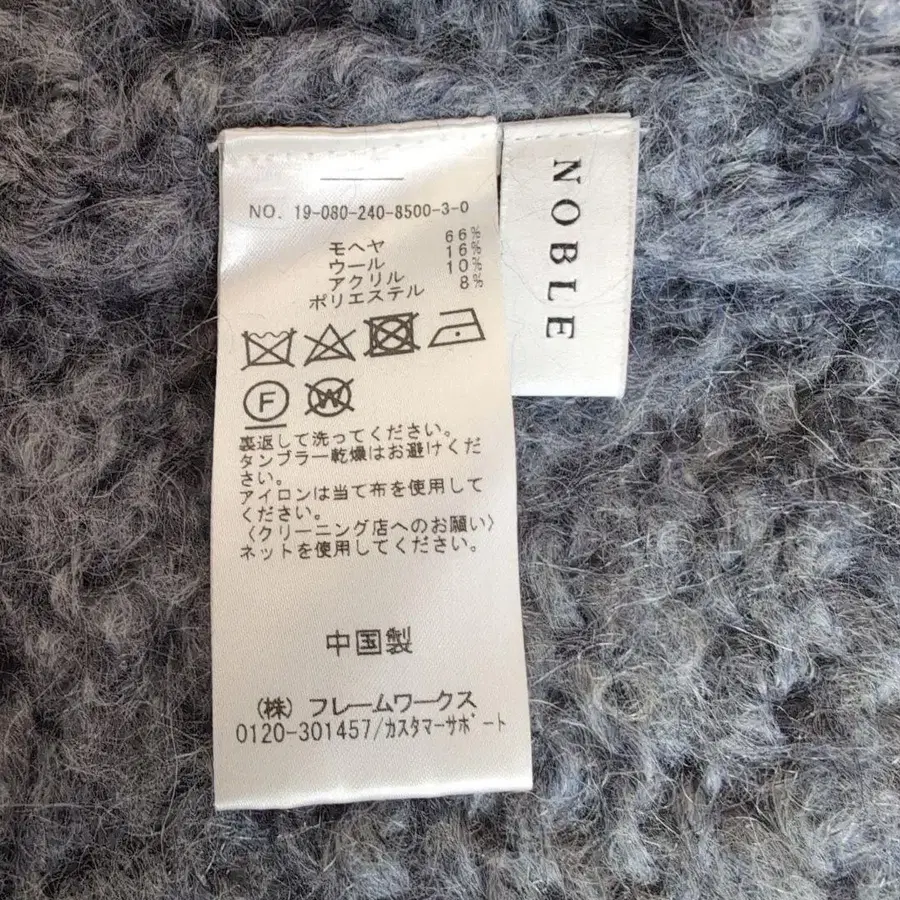 NO. 19-080-240-8500-3-0
モヘヤ 66%
ウール 16%
アクリル 10%
ポリエステル 8%
F W
裏返して洗ってください。
タンブラー乾燥はお避けくだ
さい。
アイロンは当て布を使用して
ください。
〈クリーニング店へのお願い〉
ネットを使用してください。
中国製
(株) フレームワークス
0120-301457/カスタマーサポート
NOBLE